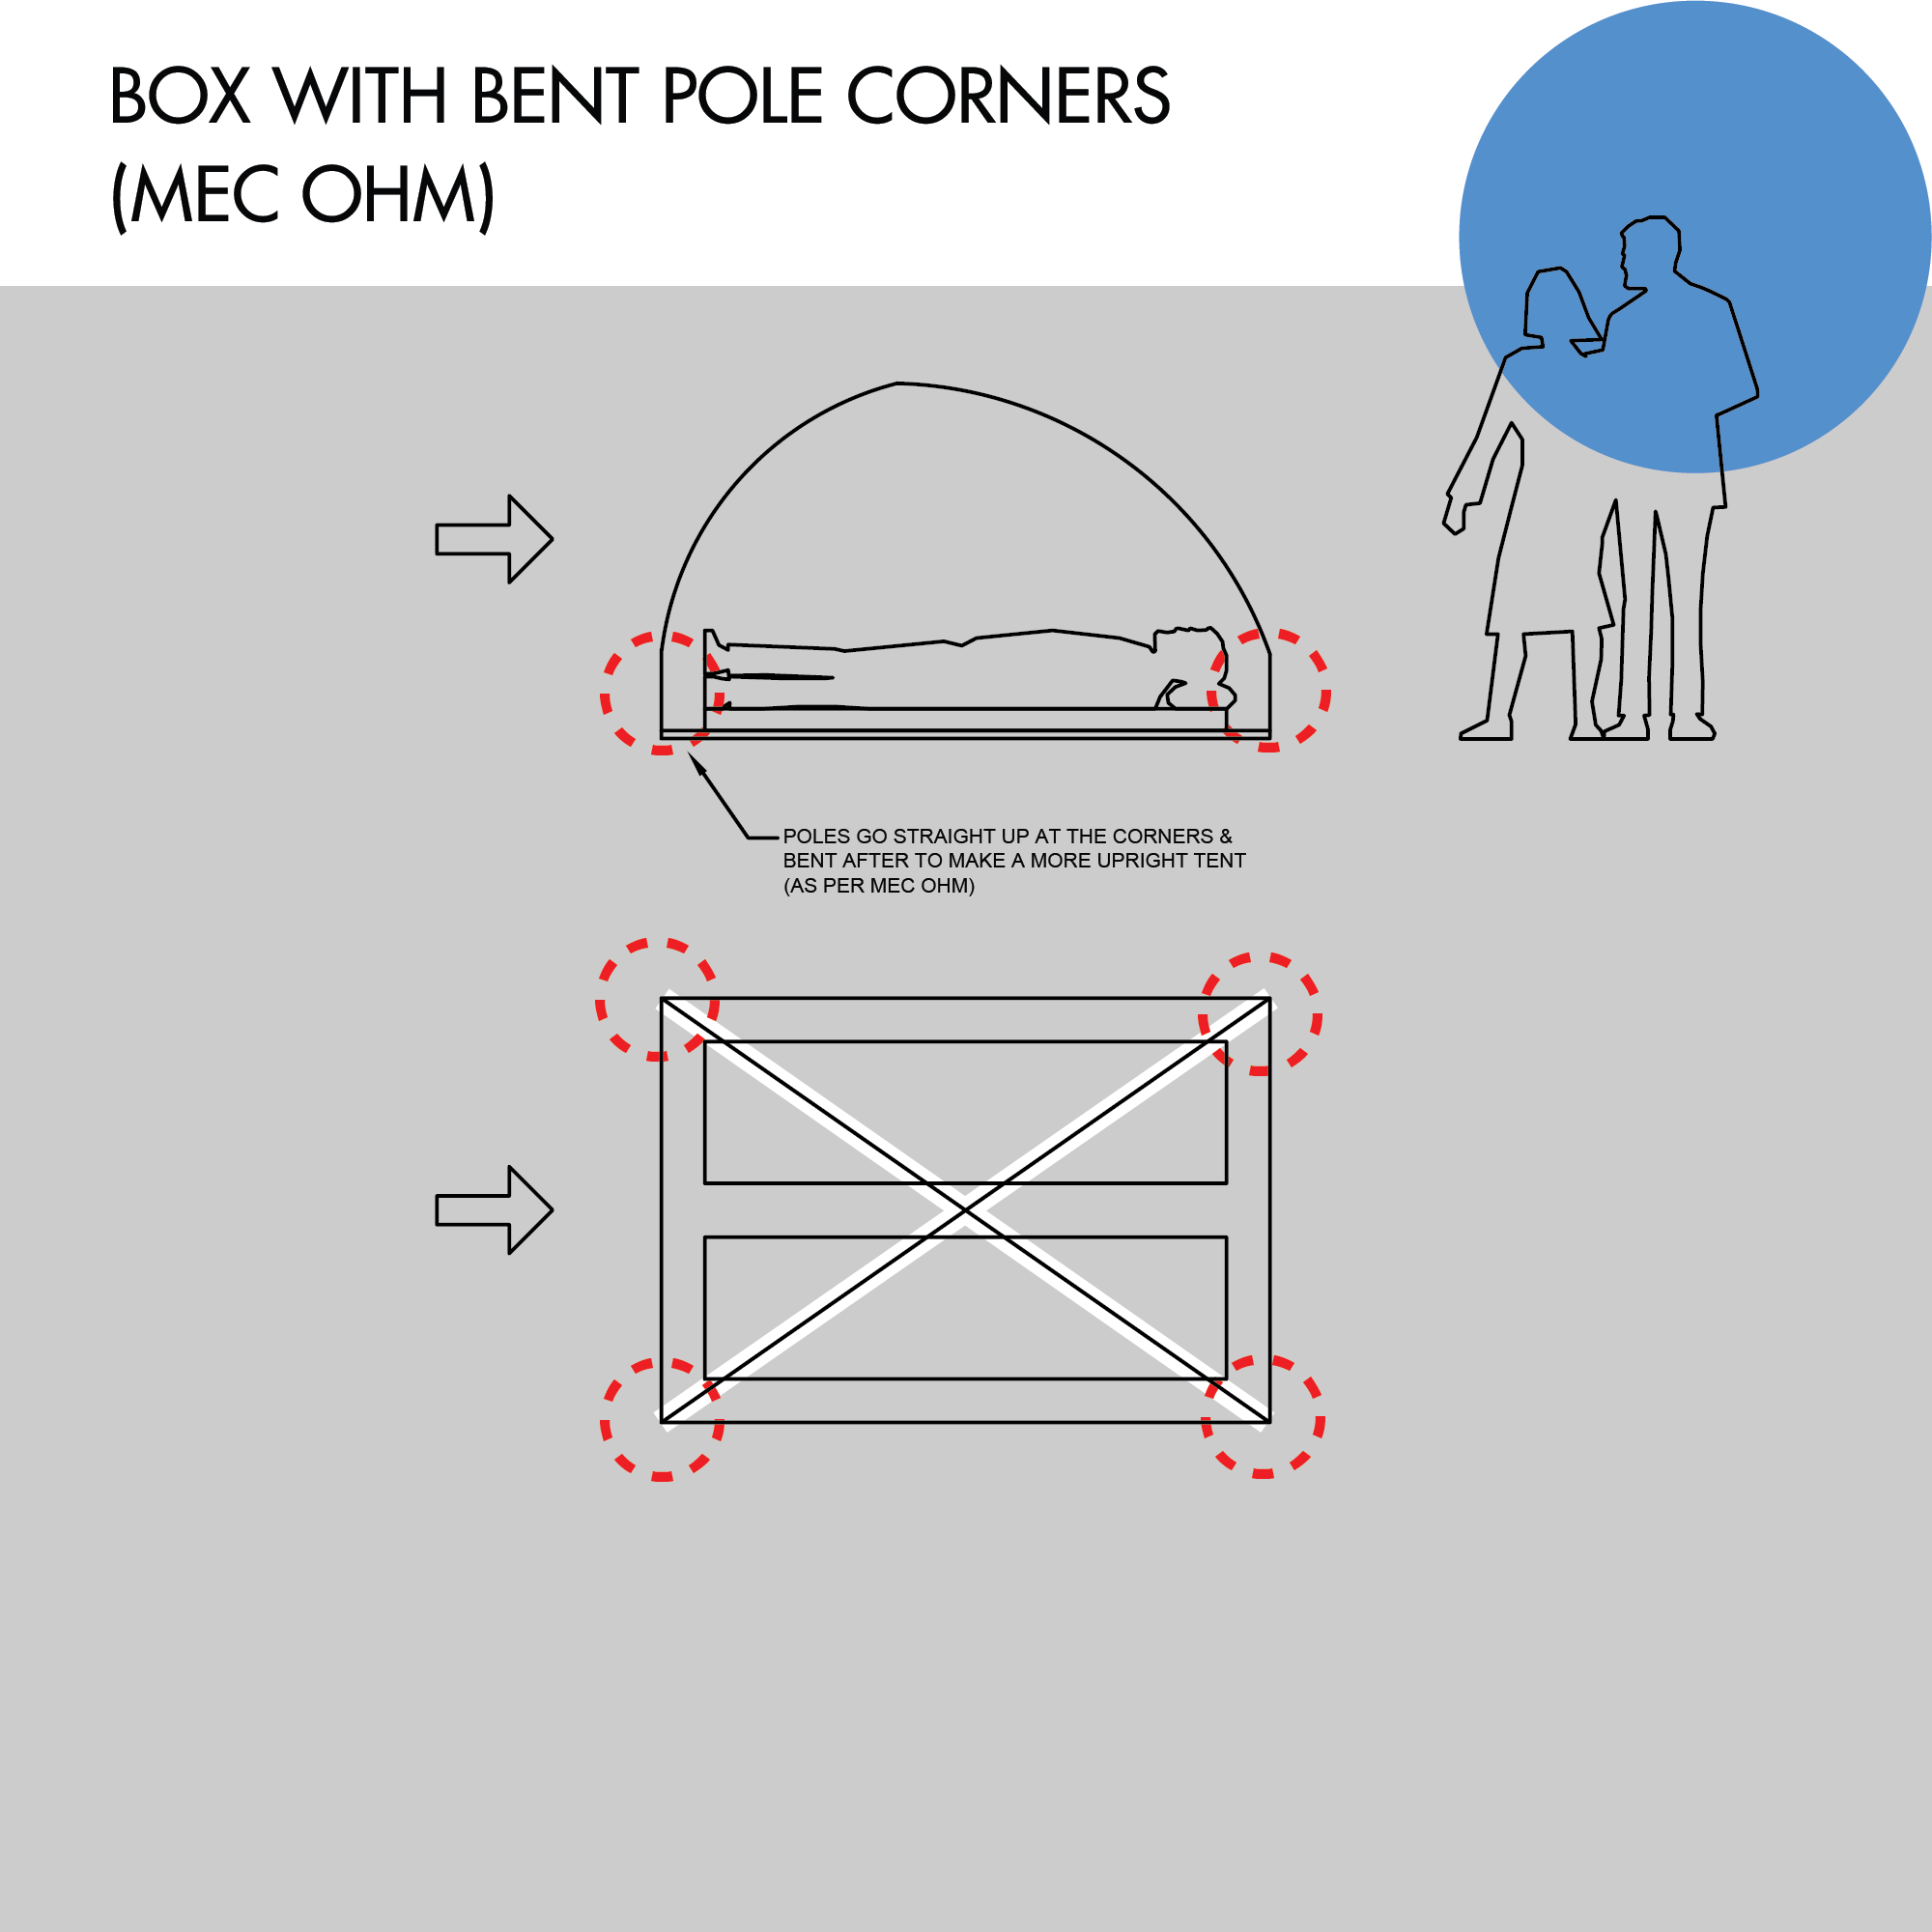 BOX WITH BENT POLE CORNERS
(MEC OHM)
POLES GO STRAIGHT UP AT THE CORNERS &
BENT AFTER TO MAKE A MORE UPRIGHT TENT
(AS PER MEC OHM)